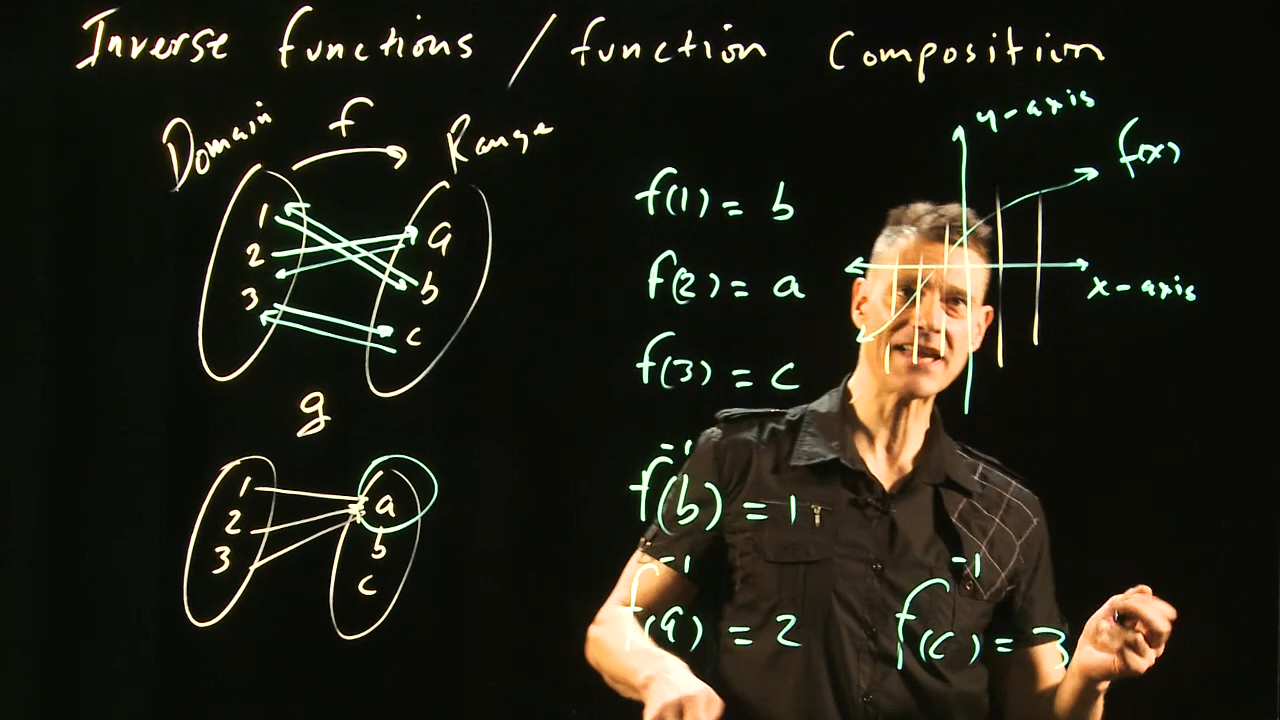 Inverse functions / function Composition
Domain f Range
1
2
3
a
b
c
g
1
2
3
a
b
c
f(1) = b
f(2) = a
f(3) = c
f⁻¹(b) = 1
f⁻¹(a) = 2
f⁻¹(c) = 3
y-axis
f(x)
x-axis